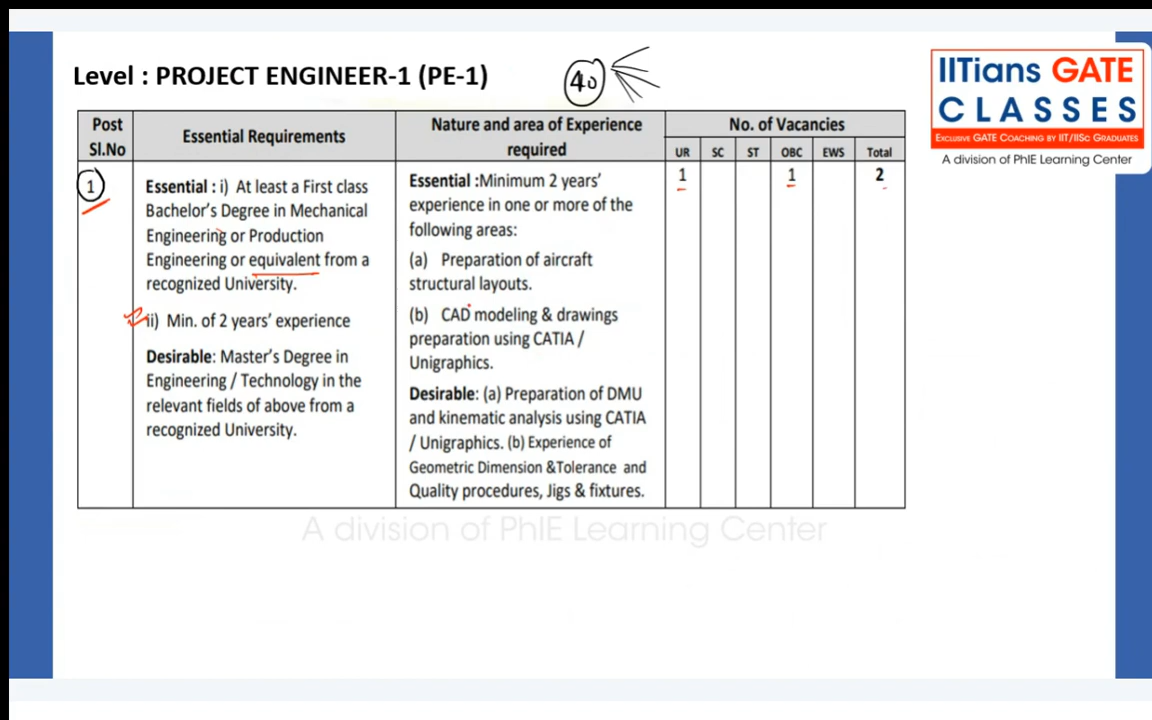 Level : PROJECT ENGINEER-1 (PE-1)
40
IITians GATE
CLASSES
EXCLUSIVE GATE COACHING BY IIT/IISc GRADUATES
A division of PhIE Learning Center
Post
Sl.No
Essential Requirements
Nature and area of Experience
required
No. of Vacancies
UR SC ST OBC EWS Total
1
Essential : i) At least a First class
Bachelor's Degree in Mechanical
Engineering or Production
Engineering or equivalent from a
recognized University.
ii) Min. of 2 years' experience
Desirable: Master's Degree in
Engineering / Technology in the
relevant fields of above from a
recognized University.
Essential :Minimum 2 years'
experience in one or more of the
following areas:
(a) Preparation of aircraft
structural layouts.
(b) CAD modeling & drawings
preparation using CATIA /
Unigraphics.
Desirable: (a) Preparation of DMU
and kinematic analysis using CATIA
/ Unigraphics. (b) Experience of
Geometric Dimension &Tolerance and
Quality procedures, Jigs & fixtures.
1 1 2
A division of PhIE Learning Center